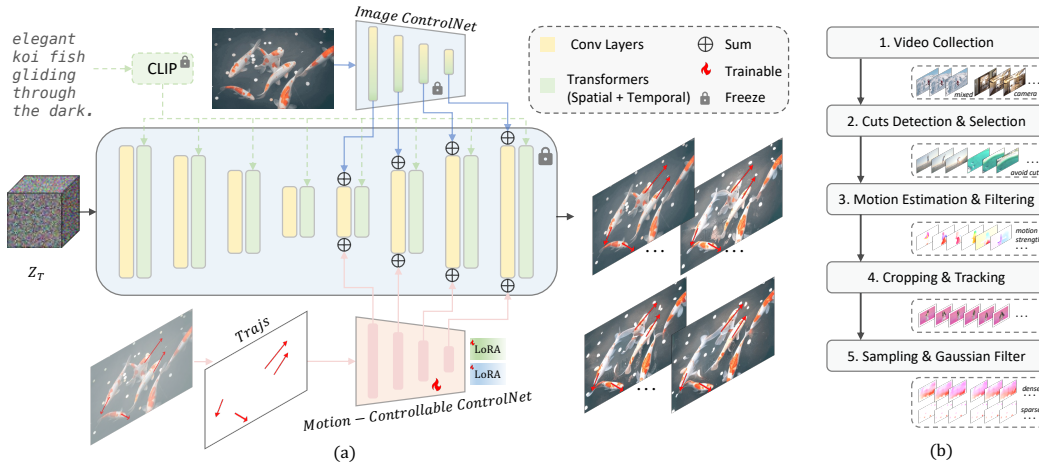 elegant
koi fish
gliding
through
the dark.
CLIP
Image ControlNet
Conv Layers
Transformers
(Spatial + Temporal)
Sum
Trainable
Freeze
Z_T
Trajs
LoRA
LoRA
Motion − Controllable ControlNet
...
...
...
...
(a)
1. Video Collection
mixed
camera
...
2. Cuts Detection & Selection
avoid cut
...
3. Motion Estimation & Filtering
motion
strength
...
4. Cropping & Tracking
...
5. Sampling & Gaussian Filter
dense
sparse
(b)